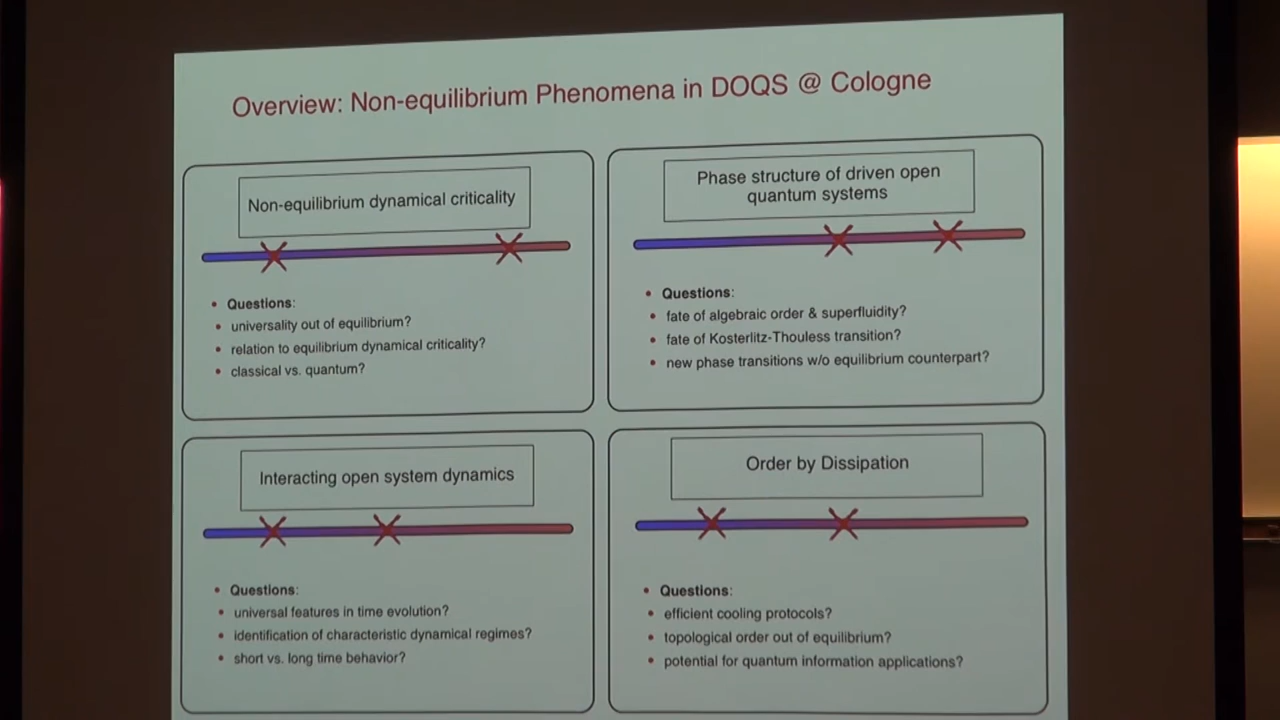 Overview: Non-equilibrium Phenomena in DOQS @ Cologne
Non-equilibrium dynamical criticality
• Questions:
• universality out of equilibrium?
• relation to equilibrium dynamical criticality?
• classical vs. quantum?
Phase structure of driven open
quantum systems
• Questions:
• fate of algebraic order & superfluidity?
• fate of Kosterlitz-Thouless transition?
• new phase transitions w/o equilibrium counterpart?
Interacting open system dynamics
• Questions:
• universal features in time evolution?
• identification of characteristic dynamical regimes?
• short vs. long time behavior?
Order by Dissipation
• Questions:
• efficient cooling protocols?
• topological order out of equilibrium?
• potential for quantum information applications?